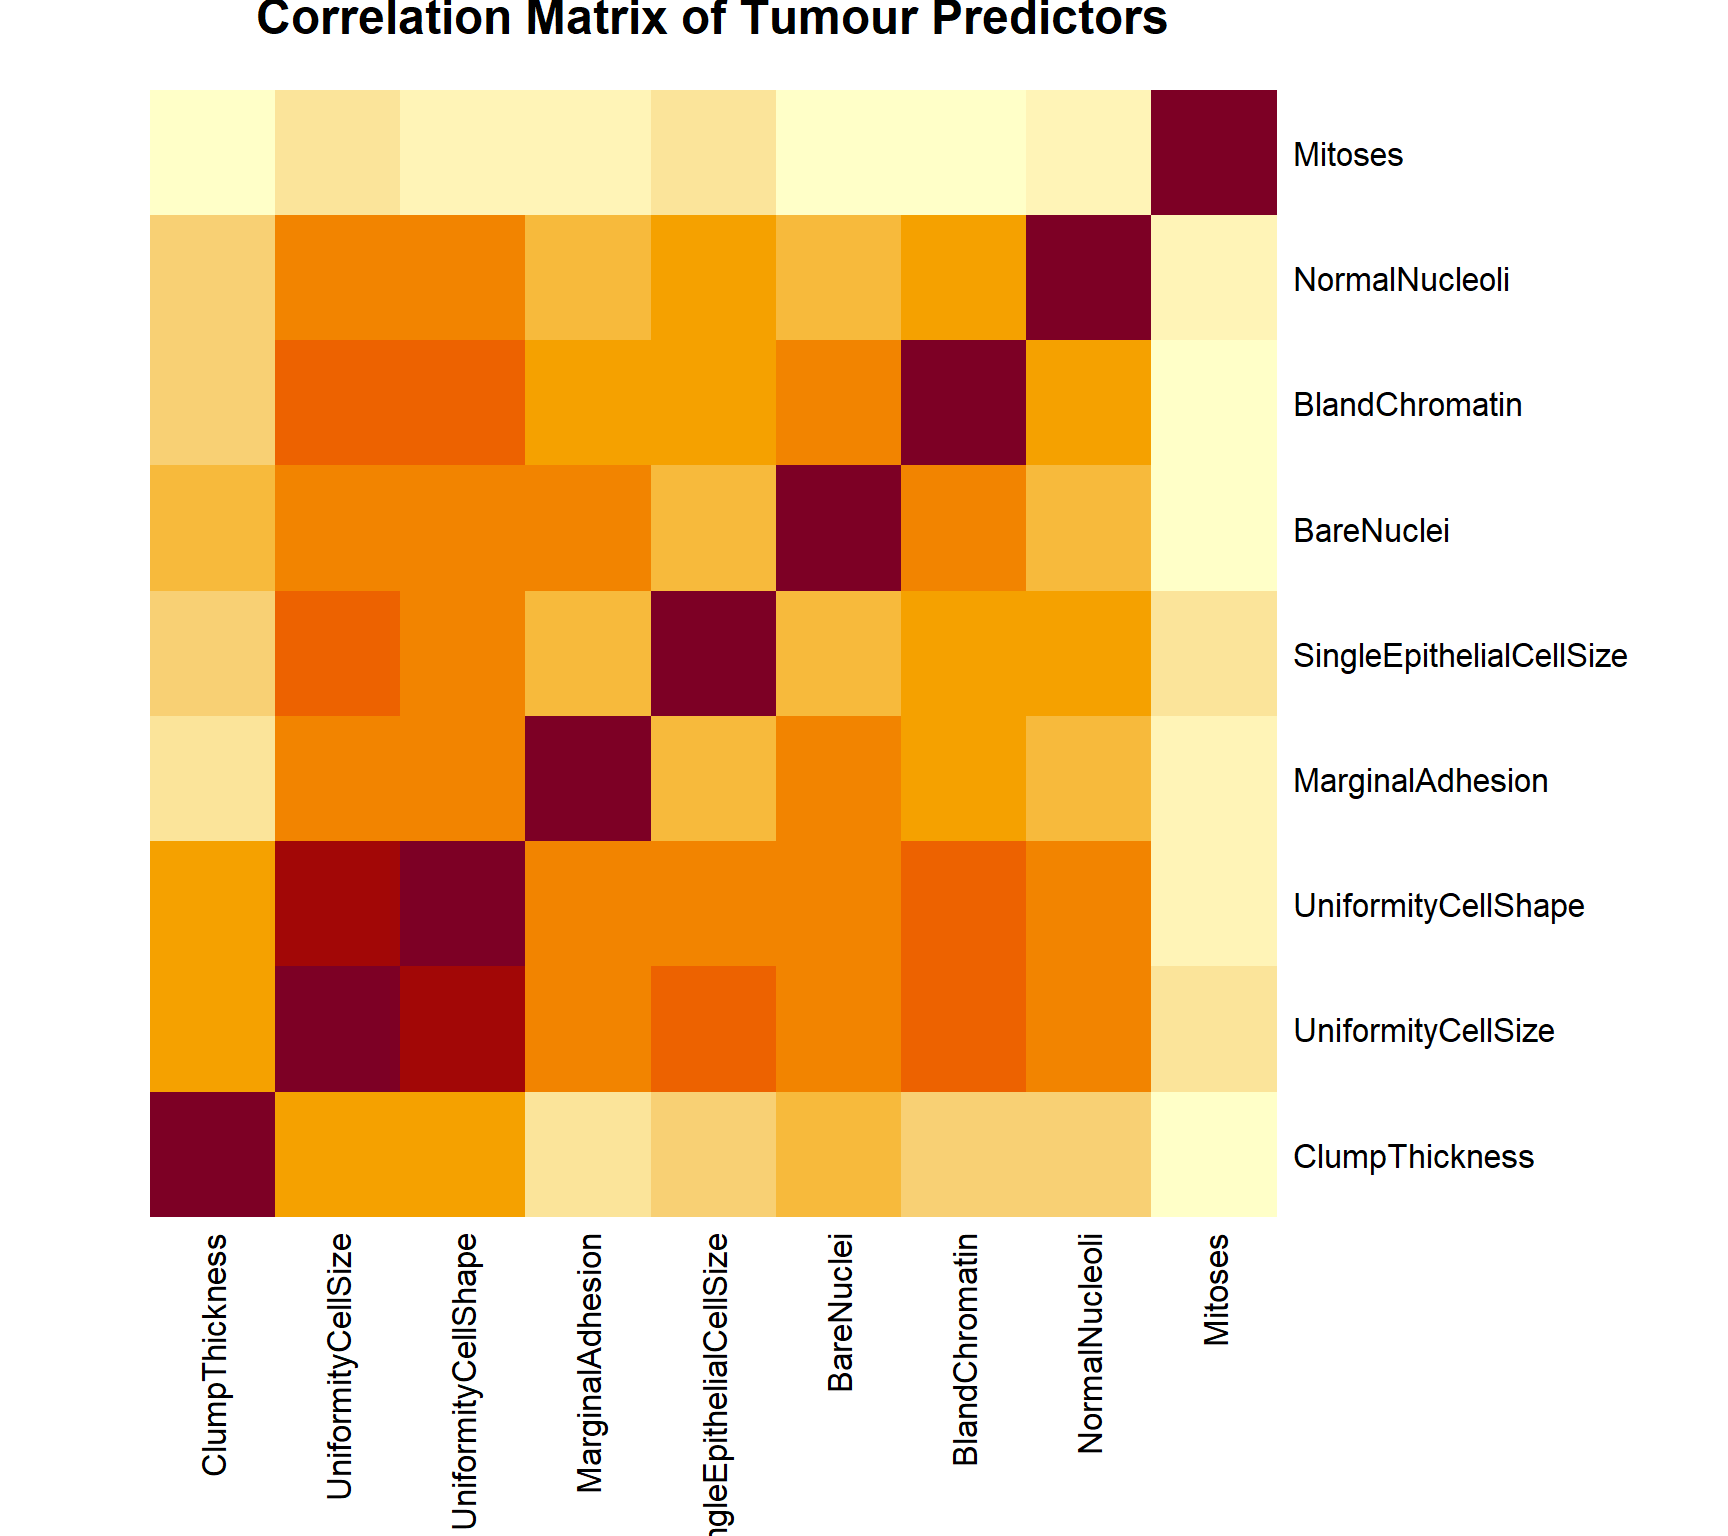 Correlation Matrix of Tumour Predictors
Mitoses
NormalNucleoli
BlandChromatin
BareNuclei
SingleEpithelialCellSize
MarginalAdhesion
UniformityCellShape
UniformityCellSize
ClumpThickness
ClumpThickness
UniformityCellSize
UniformityCellShape
MarginalAdhesion
ngleEpithelialCellSize
BareNuclei
BlandChromatin
NormalNucleoli
Mitoses